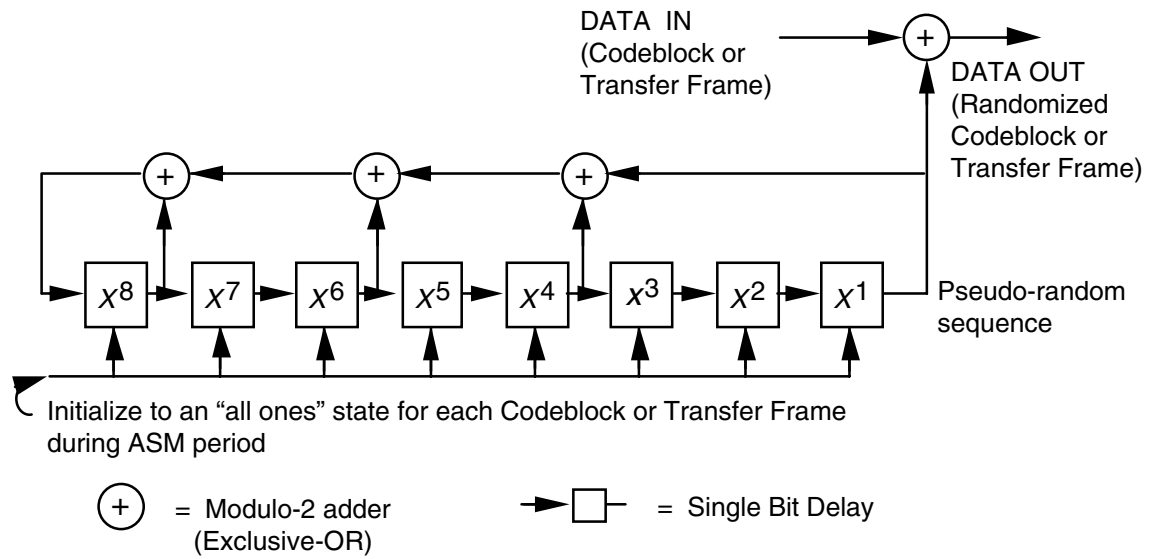 DATA IN
(Codeblock or
Transfer Frame)
+
DATA OUT
(Randomized
Codeblock or
Transfer Frame)
+ + +
X⁸ X⁷ X⁶ X⁵ X⁴ X³ X² X¹
Pseudo-random
sequence
Initialize to an “all ones” state for each Codeblock or Transfer Frame
during ASM period
+ = Modulo-2 adder
(Exclusive-OR)
= Single Bit Delay